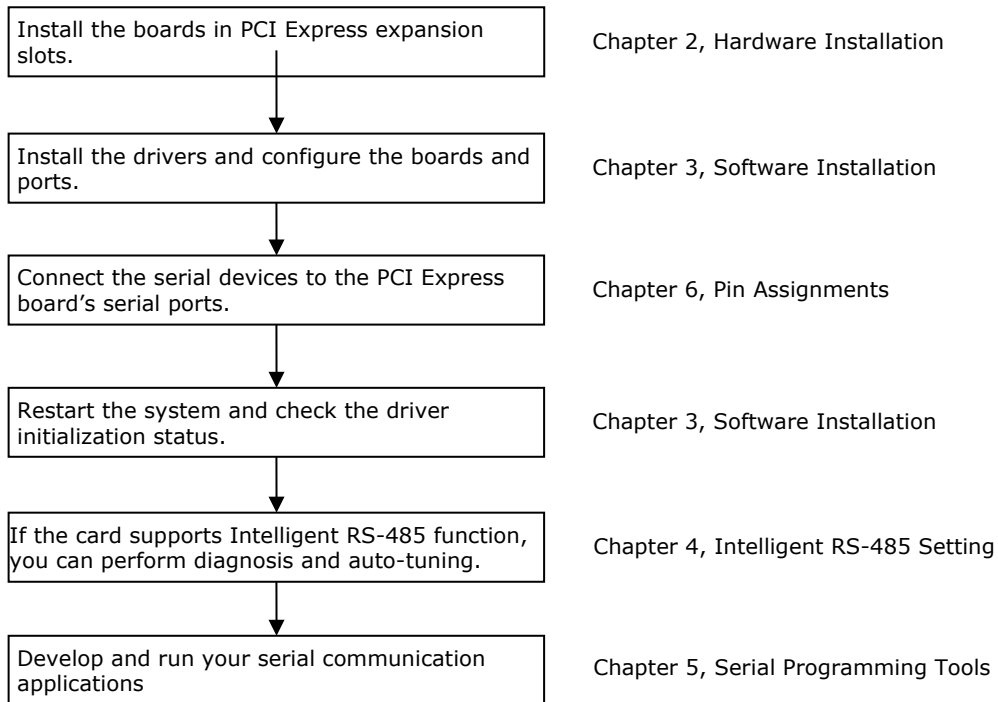 Install the boards in PCI Express expansion
slots.
Chapter 2, Hardware Installation
Install the drivers and configure the boards and
ports.
Chapter 3, Software Installation
Connect the serial devices to the PCI Express
board's serial ports.
Chapter 6, Pin Assignments
Restart the system and check the driver
initialization status.
Chapter 3, Software Installation
If the card supports Intelligent RS-485 function,
you can perform diagnosis and auto-tuning.
Chapter 4, Intelligent RS-485 Setting
Develop and run your serial communication
applications
Chapter 5, Serial Programming Tools